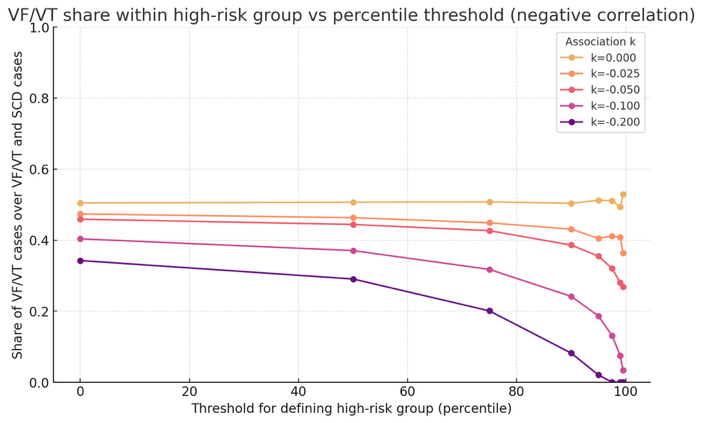 VF/VT share within high-risk group vs percentile threshold (negative correlation)
Share of VF/VT cases over VF/VT and SCD cases
1.0
0.8
0.6
0.4
0.2
0.0
Association k
k=0.000
k=-0.025
k=-0.050
k=-0.100
k=-0.200
0 20 40 60 80 100
Threshold for defining high-risk group (percentile)